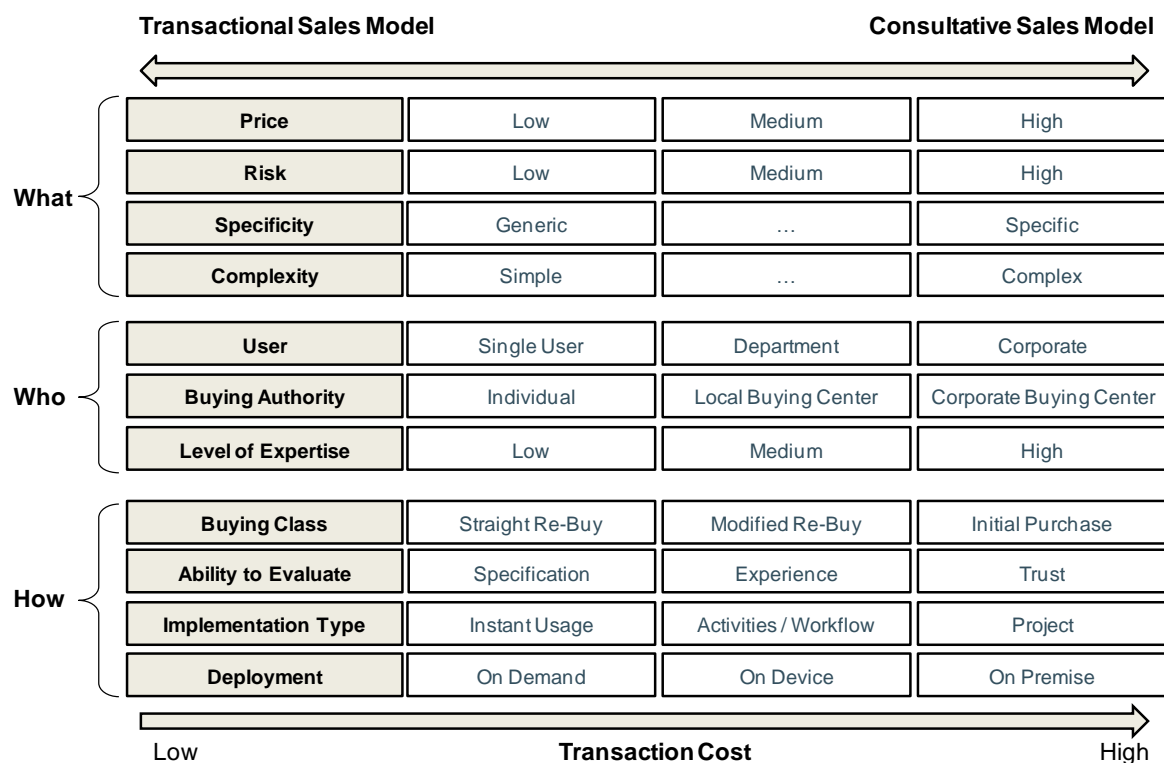 Transactional Sales Model Consultative Sales Model
Price Low Medium High
Risk Low Medium High
What
Specificity Generic … Specific
Complexity Simple … Complex
User Single User Department Corporate
Who
Buying Authority Individual Local Buying Center Corporate Buying Center
Level of Expertise Low Medium High
Buying Class Straight Re-Buy Modified Re-Buy Initial Purchase
Ability to Evaluate Specification Experience Trust
How
Implementation Type Instant Usage Activities / Workflow Project
Deployment On Demand On Device On Premise
Low Transaction Cost High